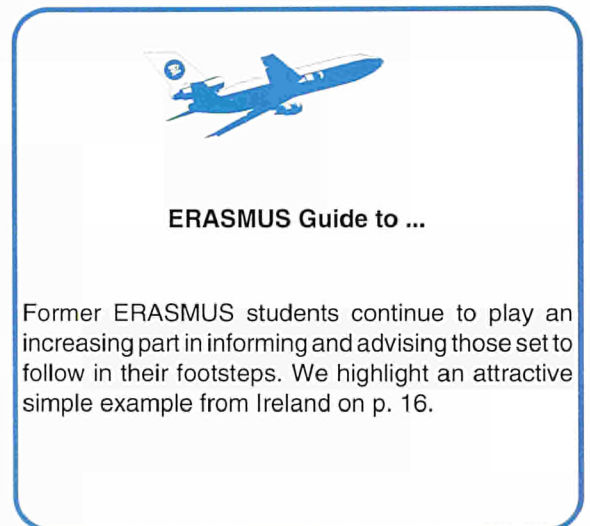 ERASMUS Guide to ...
Former ERASMUS students continue to play an
increasing part in informing and advising those set to
follow in their footsteps. We highlight an attractive
simple example from Ireland on p. 16.